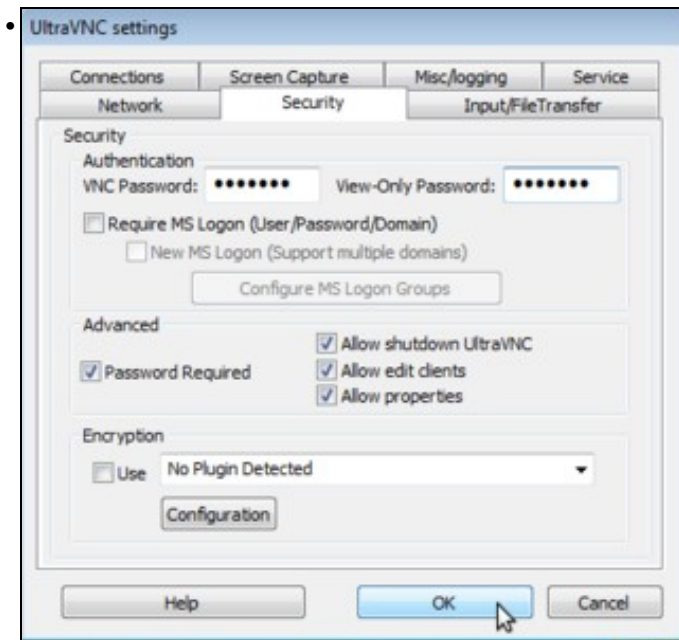 UltraVNC settings
Connections Screen Capture Misc/logging Service
Network Security Input/FileTransfer
Security
Authentication
VNC Password: ••••••• View-Only Password: •••••••
Require MS Logon (User/Password/Domain)
New MS Logon (Support multiple domains)
Configure MS Logon Groups
Advanced
Allow shutdown UltraVNC
Password Required Allow edit clients
Allow properties
Encryption
Use No Plugin Detected
Configuration
Help OK Cancel